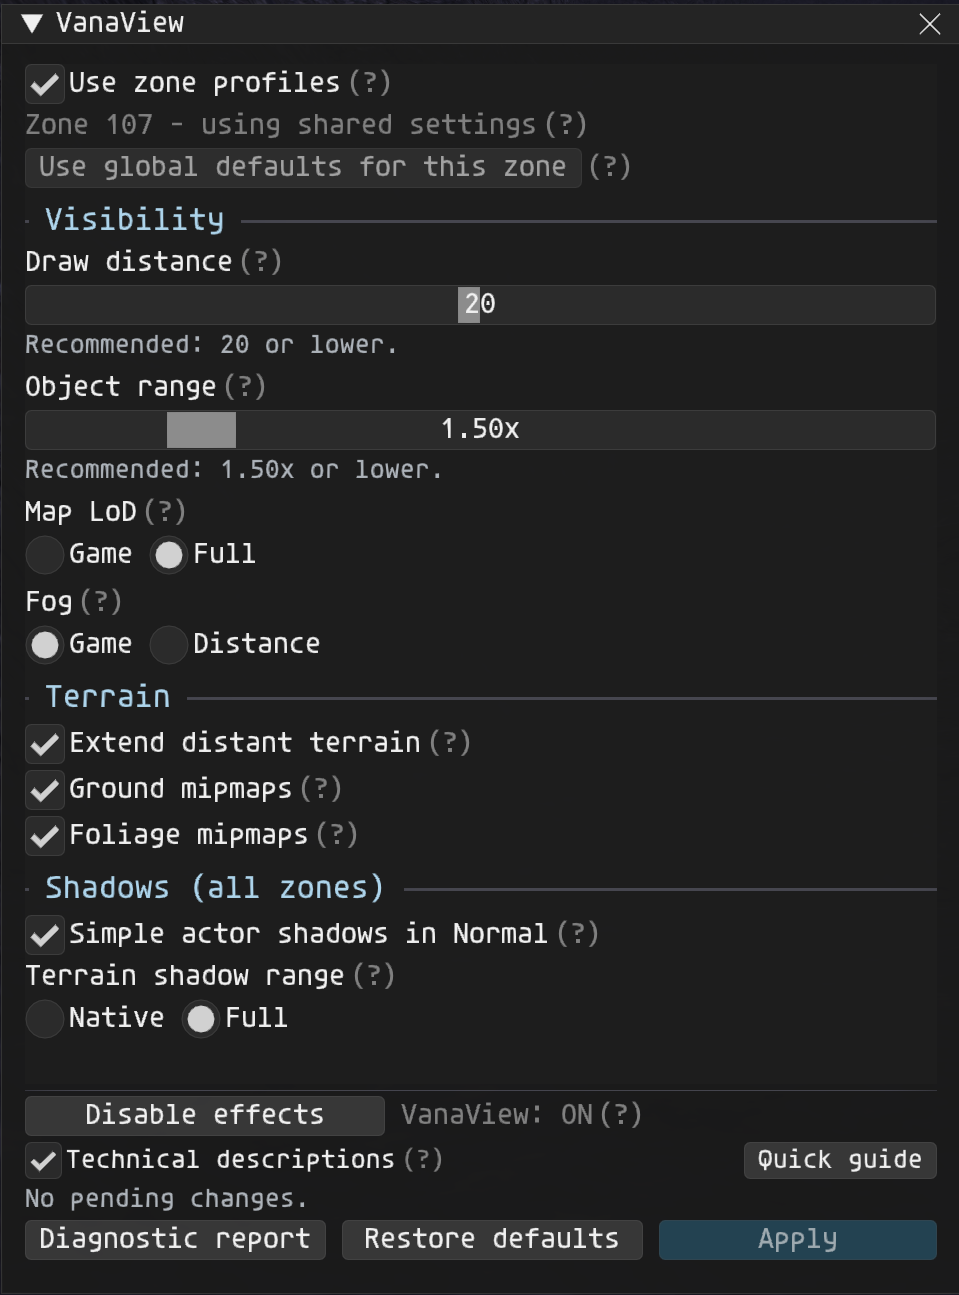 VanaView
Use zone profiles (?)
Zone 107 - using shared settings (?)
Use global defaults for this zone (?)
Visibility
Draw distance (?)
20
Recommended: 20 or lower.
Object range (?)
1.50x
Recommended: 1.50x or lower.
Map LoD (?)
Game Full
Fog (?)
Game Distance
Terrain
Extend distant terrain (?)
Ground mipmaps (?)
Foliage mipmaps (?)
Shadows (all zones)
Simple actor shadows in Normal (?)
Terrain shadow range (?)
Native Full
Disable effects VanaView: ON (?)
Technical descriptions (?) Quick guide
No pending changes.
Diagnostic report Restore defaults Apply